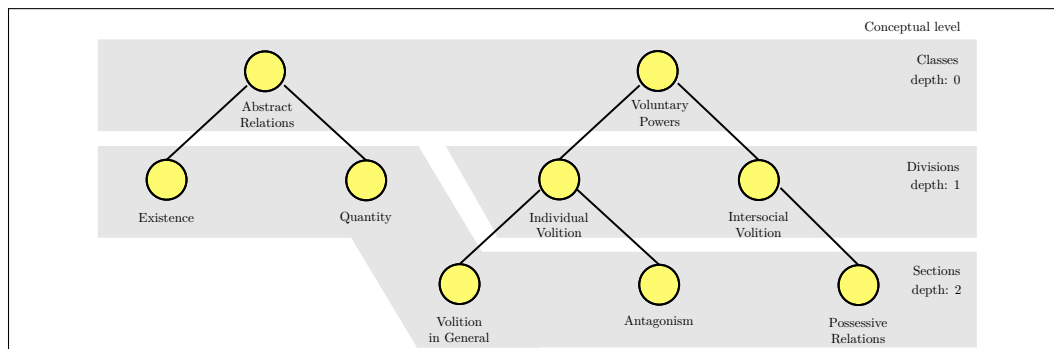 Conceptual level
Classes
depth: 0
Abstract
Relations
Voluntary
Powers
Divisions
depth: 1
Existence
Quantity
Individual
Volition
Intersocial
Volition
Sections
depth: 2
Volition
in General
Antagonism
Possessive
Relations